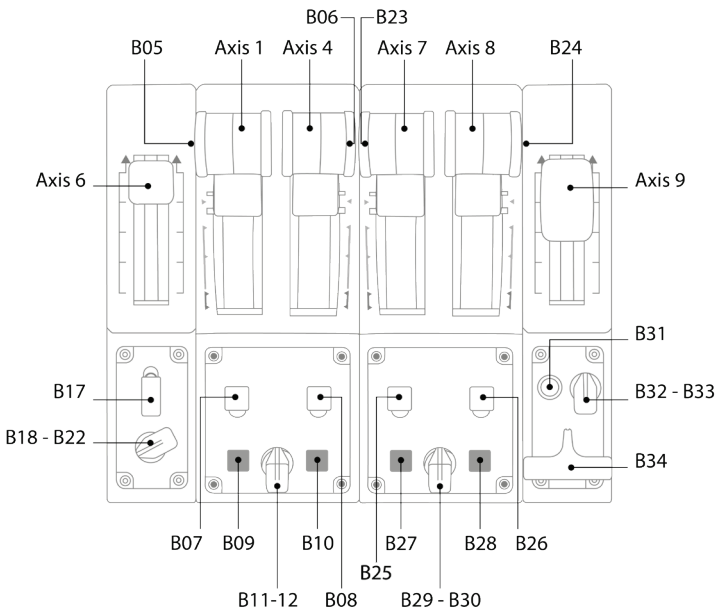 B06 B23
B05 Axis 1 Axis 4 Axis 7 Axis 8 B24
Axis 6 Axis 9
B31
B17 B32 - B33
B18 - B22
B34
B07 B09 B10 B27 B28 B26
B25
B11-12 B08 B29 - B30